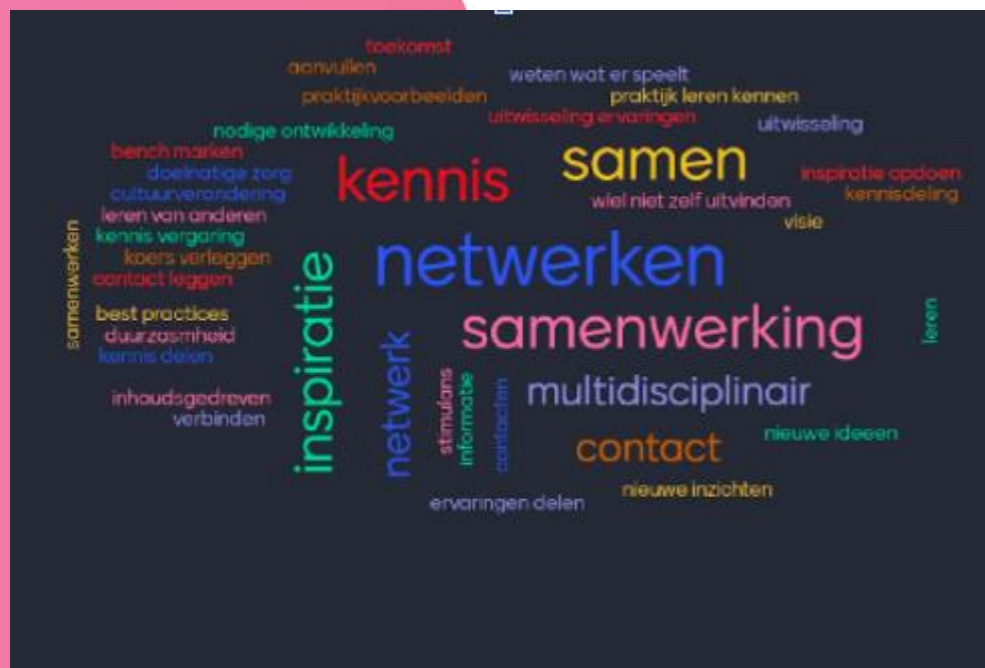 toekomst
aanvullen
weten wat er speelt
praktijkvoorbeelden
praktijk leren kennen
uitwisseling ervaringen
uitwisseling
nodige ontwikkeling
bench marken
kennis
samen
doelmatige zorg
inspiratie opdoen
cultuurverandering
kennisdeling
wiel niet zelf uitvinden
leren van anderen
visie
kennis vergaring
samenwerken
koers verleggen
netwerken
contact leggen
inspiratie
best practices
duurzaamheid
samenwerking
leren
kennis delen
netwerk
stimulans
informatie
contacten
multidisciplinair
inhoudsgedreven
verbinden
nieuwe ideeen
contact
nieuwe inzichten
ervaringen delen